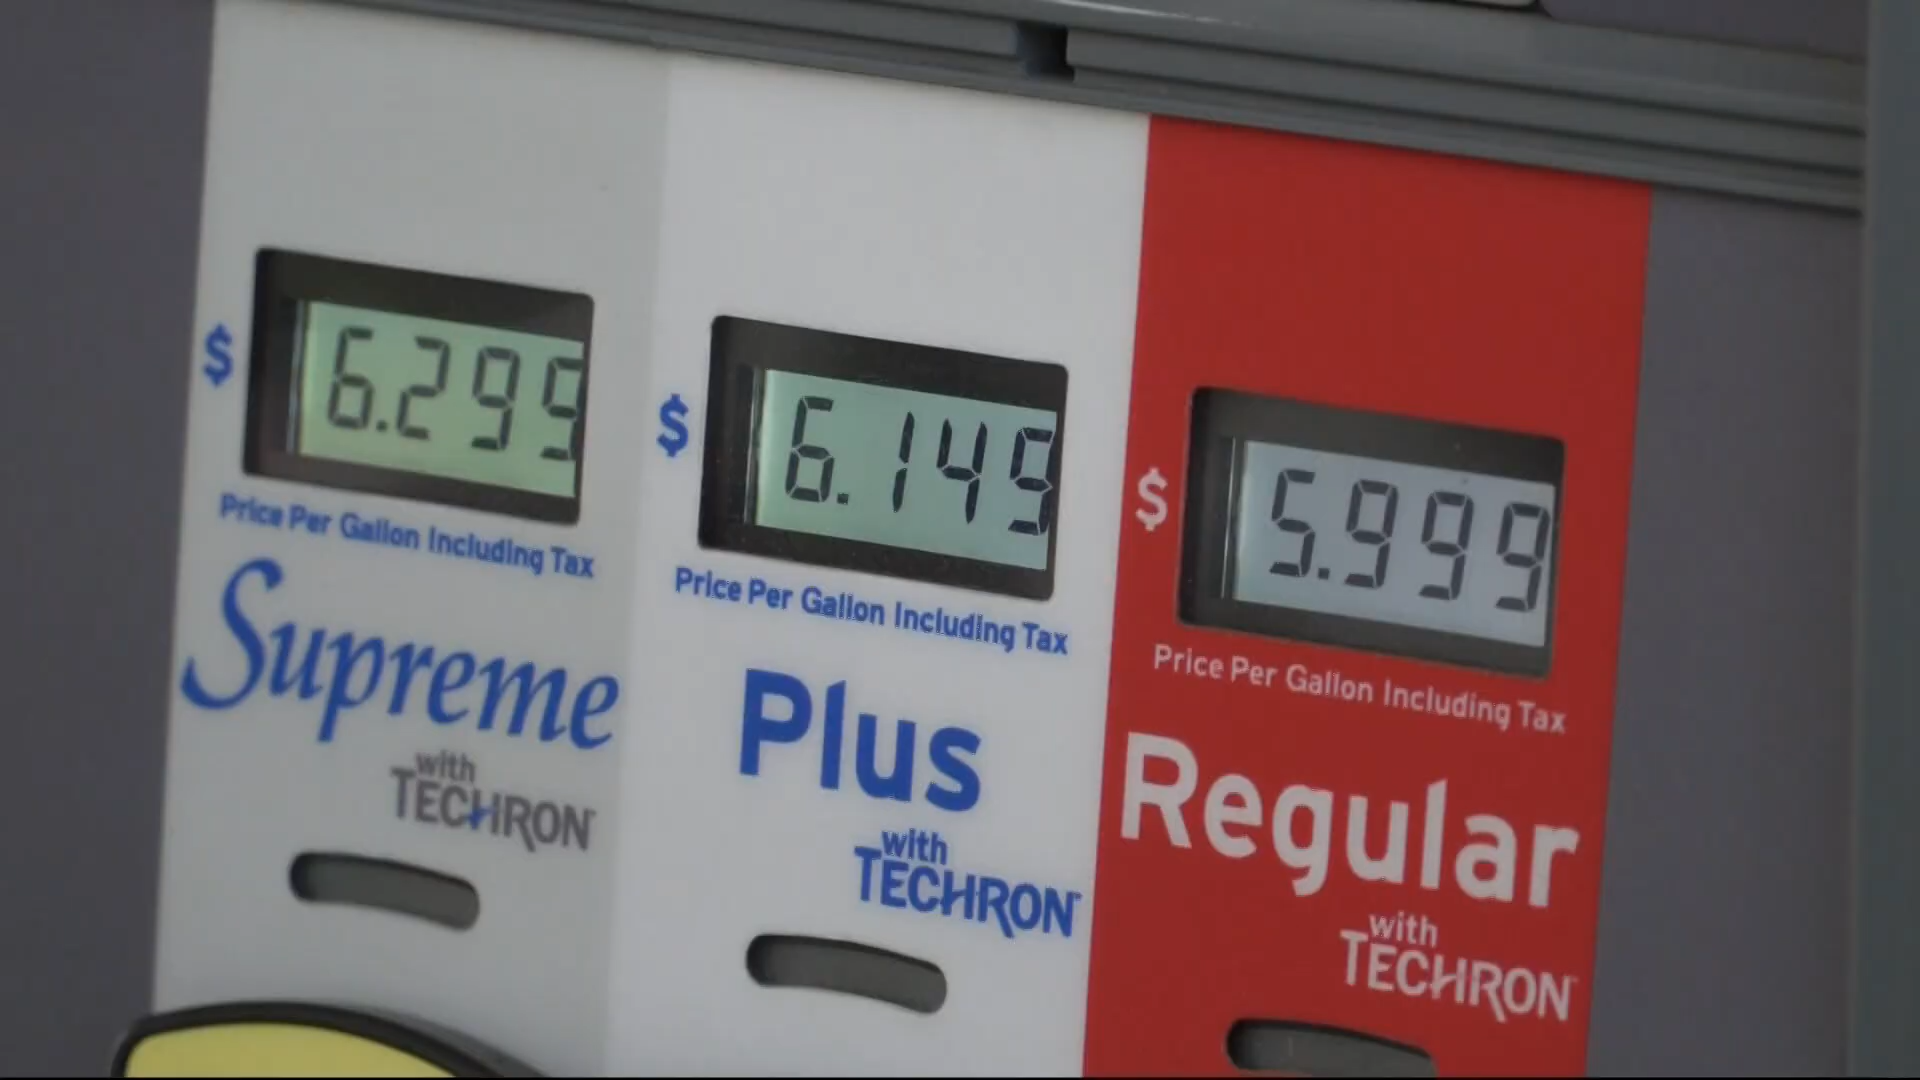 $ 6.299
Price Per Gallon Including Tax
Supreme
with
TECHRON
$ 6.149
Price Per Gallon Including Tax
Plus
with
TECHRON
$ 5.999
Price Per Gallon Including Tax
Regular
with
TECHRON